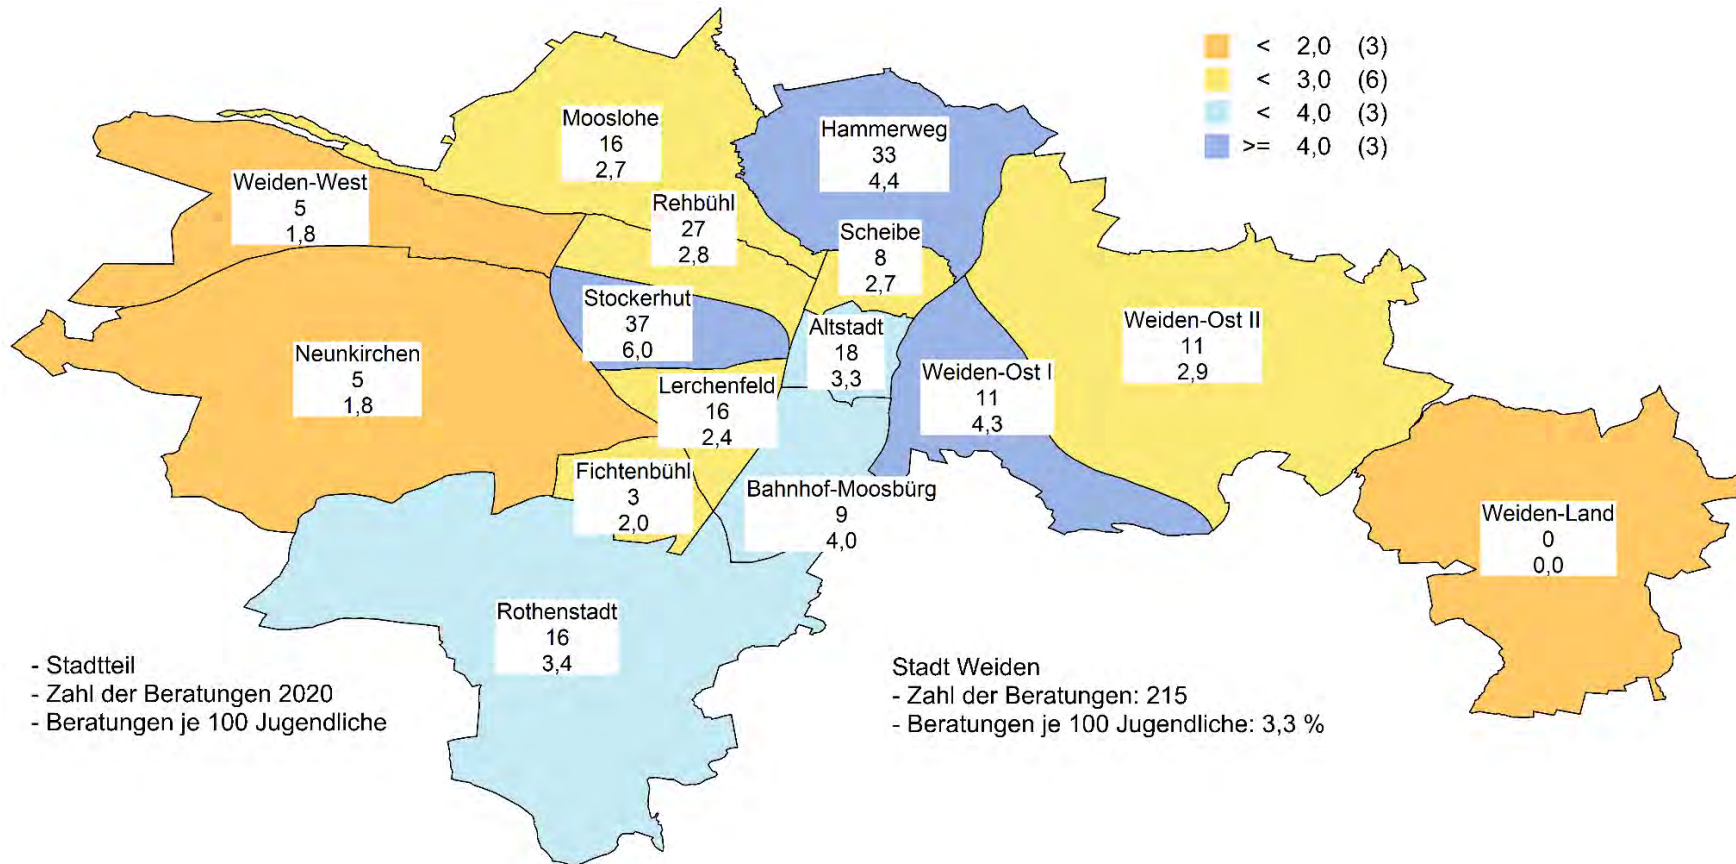 < 2,0 (3)
< 3,0 (6)
< 4,0 (3)
>= 4,0 (3)
Mooslohe
16
2,7
Hammerweg
33
4,4
Weiden-West
5
1,8
Rehbühl
27
2,8
Scheibe
8
2,7
Stockerhut
37
6,0
Altstadt
18
3,3
Weiden-Ost II
11
2,9
Neunkirchen
5
1,8
Lerchenfeld
16
2,4
Weiden-Ost I
11
4,3
Fichtenbühl
3
2,0
Bahnhof-Moosbürg
9
4,0
Weiden-Land
0
0,0
Rothenstadt
16
3,4
- Stadtteil
- Zahl der Beratungen 2020
- Beratungen je 100 Jugendliche
Stadt Weiden
- Zahl der Beratungen: 215
- Beratungen je 100 Jugendliche: 3,3 %